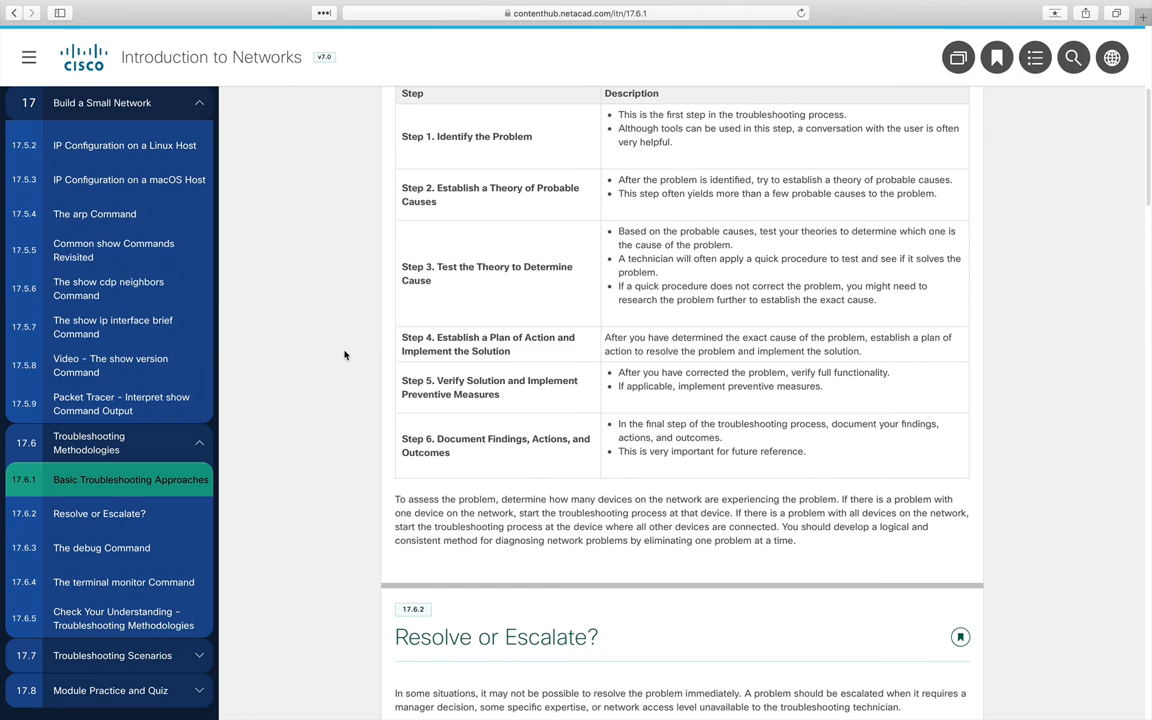 contenthub.netacad.com/itn/17.6.1
CISCO
Introduction to Networks
v7.0
17
Build a Small Network
17.5.2
IP Configuration on a Linux Host
17.5.3
IP Configuration on a macOS Host
17.5.4
The arp Command
17.5.5
Common show Commands
Revisited
17.5.6
The show cdp neighbors
Command
17.5.7
The show ip interface brief
Command
17.5.8
Video - The show version
Command
17.5.9
Packet Tracer - Interpret show
Command Output
17.6
Troubleshooting
Methodologies
17.6.1
Basic Troubleshooting Approaches
17.6.2
Resolve or Escalate?
17.6.3
The debug Command
17.6.4
The terminal monitor Command
17.6.5
Check Your Understanding -
Troubleshooting Methodologies
17.7
Troubleshooting Scenarios
17.8
Module Practice and Quiz
Step
Description
Step 1. Identify the Problem
• This is the first step in the troubleshooting process.
• Although tools can be used in this step, a conversation with the user is often
very helpful.
Step 2. Establish a Theory of Probable
Causes
• After the problem is identified, try to establish a theory of probable causes.
• This step often yields more than a few probable causes to the problem.
Step 3. Test the Theory to Determine
Cause
• Based on the probable causes, test your theories to determine which one is
the cause of the problem.
• A technician will often apply a quick procedure to test and see if it solves the
problem.
• If a quick procedure does not correct the problem, you might need to
research the problem further to establish the exact cause.
Step 4. Establish a Plan of Action and
Implement the Solution
After you have determined the exact cause of the problem, establish a plan of
action to resolve the problem and implement the solution.
Step 5. Verify Solution and Implement
Preventive Measures
• After you have corrected the problem, verify full functionality.
• If applicable, implement preventive measures.
Step 6. Document Findings, Actions, and
Outcomes
• In the final step of the troubleshooting process, document your findings,
actions, and outcomes.
• This is very important for future reference.
To assess the problem, determine how many devices on the network are experiencing the problem. If there is a problem with
one device on the network, start the troubleshooting process at that device. If there is a problem with all devices on the network,
start the troubleshooting process at the device where all other devices are connected. You should develop a logical and
consistent method for diagnosing network problems by eliminating one problem at a time.
17.6.2
Resolve or Escalate?
In some situations, it may not be possible to resolve the problem immediately. A problem should be escalated when it requires a
manager decision, some specific expertise, or network access level unavailable to the troubleshooting technician.